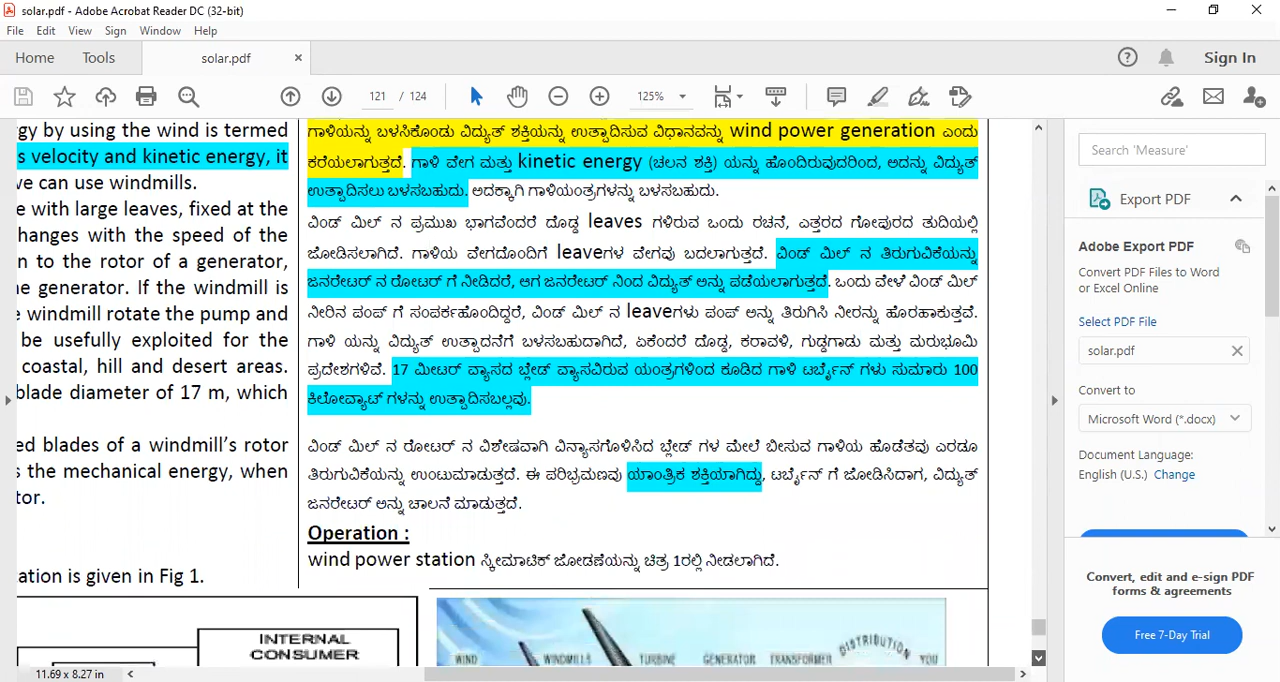 solar.pdf - Adobe Acrobat Reader DC (32-bit)
File Edit View Sign Window Help
Home Tools solar.pdf × Sign In
121 / 124 125%
gy by using the wind is termed
s velocity and kinetic energy, it
ve can use windmills.
e with large leaves, fixed at the
hanges with the speed of the
n to the rotor of a generator,
ne generator. If the windmill is
e windmill rotate the pump and
be usefully exploited for the
coastal, hill and desert areas.
blade diameter of 17 m, which
ed blades of a windmill's rotor
s the mechanical energy, when
tor.
ation is given in Fig 1.
INTERNAL
CONSUMER
ಗಾಳಿಯನ್ನು ಬಳಸಿಕೊಂಡು ವಿದ್ಯುತ್ ಶಕ್ತಿಯನ್ನು ಉತ್ಪಾದಿಸುವ ವಿಧಾನವನ್ನು wind power generation ಎಂದು
ಕರೆಯಲಾಗುತ್ತದೆ. ಗಾಳಿ ವೇಗ ಮತ್ತು kinetic energy (ಚಲನ ಶಕ್ತಿ) ಯನ್ನು ಹೊಂದಿರುವುದರಿಂದ, ಅದನ್ನು ವಿದ್ಯುತ್
ಉತ್ಪಾದಿಸಲು ಬಳಸಬಹುದು. ಅದಕ್ಕಾಗಿ ಗಾಳಿಯಂತ್ರಗಳನ್ನು ಬಳಸಬಹುದು.
ವಿಂಡ್ ಮಿಲ್ ನ ಪ್ರಮುಖ ಭಾಗವೆಂದರೆ ದೊಡ್ಡ leaves ಗಳಿರುವ ಒಂದು ರಚನೆ, ಎತ್ತರದ ಗೋಪುರದ ತುದಿಯಲ್ಲಿ
ಜೋಡಿಸಲಾಗಿದೆ. ಗಾಳಿಯ ವೇಗದೊಂದಿಗೆ leaveಗಳ ವೇಗವು ಬದಲಾಗುತ್ತದೆ. ವಿಂಡ್ ಮಿಲ್ ನ ತಿರುಗುವಿಕೆಯನ್ನು
ಜನರೇಟರ್ ನ ರೋಟರ್ ಗೆ ನೀಡಿದರೆ, ಆಗ ಜನರೇಟರ್ ನಿಂದ ವಿದ್ಯುತ್ ಅನ್ನು ಪಡೆಯಲಾಗುತ್ತದೆ. ಒಂದು ವೇಳೆ ವಿಂಡ್ ಮಿಲ್
ನೀರಿನ ಪಂಪ್ ಗೆ ಸಂಪರ್ಕಹೊಂದಿದ್ದರೆ, ವಿಂಡ್ ಮಿಲ್ ನ leaveಗಳು ಪಂಪ್ ಅನ್ನು ತಿರುಗಿಸಿ ನೀರನ್ನು ಹೊರಹಾಕುತ್ತವೆ.
ಗಾಳಿ ಯನ್ನು ವಿದ್ಯುತ್ ಉತ್ಪಾದನೆಗೆ ಬಳಸಬಹುದಾಗಿದೆ, ಏಕೆಂದರೆ ದೊಡ್ಡ, ಕರಾವಳಿ, ಗುಡ್ಡಗಾಡು ಮತ್ತು ಮರುಭೂಮಿ
ಪ್ರದೇಶಗಳಿವೆ. 17 ಮೀಟರ್ ವ್ಯಾಸದ ಬ್ಲೇಡ್ ವ್ಯಾಸವಿರುವ ಯಂತ್ರಗಳಿಂದ ಕೂಡಿದ ಗಾಳಿ ಟರ್ಬೈನ್ ಗಳು ಸುಮಾರು 100
ಕಿಲೋವ್ಯಾಟ್ ಗಳನ್ನು ಉತ್ಪಾದಿಸಬಲ್ಲವು.
ವಿಂಡ್ ಮಿಲ್ ನ ರೋಟರ್ ನ ವಿಶೇಷವಾಗಿ ವಿನ್ಯಾಸಗೊಳಿಸಿದ ಬ್ಲೇಡ್ ಗಳ ಮೇಲೆ ಬೀಸುವ ಗಾಳಿಯ ಹೊಡೆತವು ಎರಡೂ
ತಿರುಗುವಿಕೆಯನ್ನು ಉಂಟುಮಾಡುತ್ತದೆ. ಈ ಪರಿಭ್ರಮಣವು ಯಾಂತ್ರಿಕ ಶಕ್ತಿಯಾಗಿದ್ದು, ಟರ್ಬೈನ್ ಗೆ ಜೋಡಿಸಿದಾಗ, ವಿದ್ಯುತ್
ಜನರೇಟರ್ ಅನ್ನು ಚಾಲನೆ ಮಾಡುತ್ತದೆ.
Operation :
wind power station ಸ್ಕೀಮಾಟಿಕ್ ಜೋಡಣೆಯನ್ನು ಚಿತ್ರ 1ರಲ್ಲಿ ನೀಡಲಾಗಿದೆ.
WIND WINDMILLS TURBINE GENERATOR TRANSFORMER DISTRIBUTION YOU
11.69 x 8.27 in
Search 'Measure'
Export PDF
Adobe Export PDF
Convert PDF Files to Word
or Excel Online
Select PDF File
solar.pdf
Convert to
Microsoft Word (*.docx)
Document Language:
English (U.S.) Change
Convert, edit and e-sign PDF
forms & agreements
Free 7-Day Trial